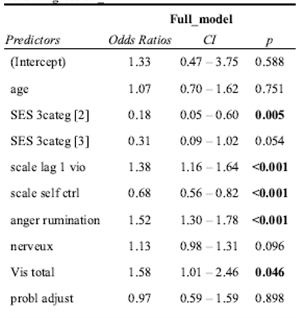 Full_model
Predictors Odds Ratios CI p
(Intercept) 1.33 0.47 – 3.75 0.588
age 1.07 0.70 – 1.62 0.751
SES 3categ [2] 0.18 0.05 – 0.60 0.005
SES 3categ [3] 0.31 0.09 – 1.02 0.054
scale lag 1 vio 1.38 1.16 – 1.64 <0.001
scale self ctrl 0.68 0.56 – 0.82 <0.001
anger rumination 1.52 1.30 – 1.78 <0.001
nerveux 1.13 0.98 – 1.31 0.096
Vis total 1.58 1.01 – 2.46 0.046
probl adjust 0.97 0.59 – 1.59 0.898